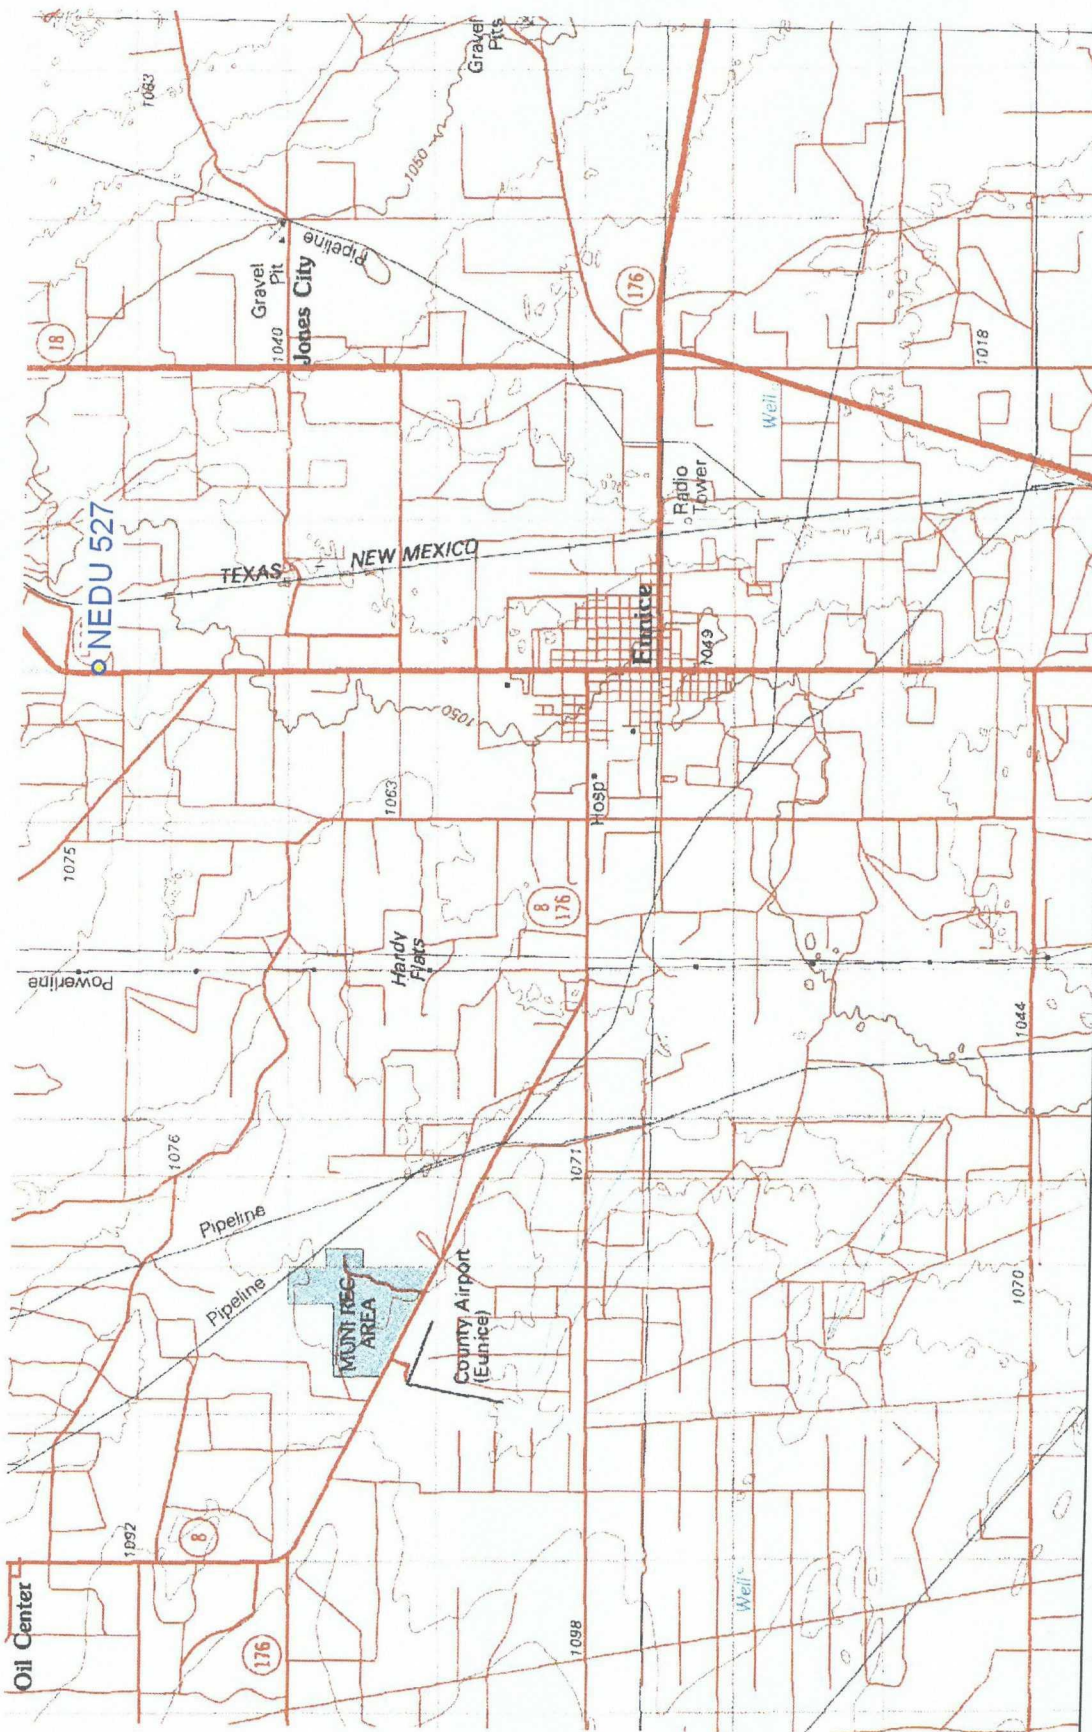 Oil Center
1092
8
176
Pipeline
Pipeline
1076
MUNI REC
AREA
County Airport
(Eunice)
1098
Well
1071
1070
Powerline
1075
Handy
Flats
1063
8
176
Hosp
1044
NEDU 527
1050
Eunice
1049
TEXAS
NEW MEXICO
Radio
Tower
Well
18
Gravel
Pit
1040
Jones City
Pipeline
1063
1050
Gravel
Pits
176
1018